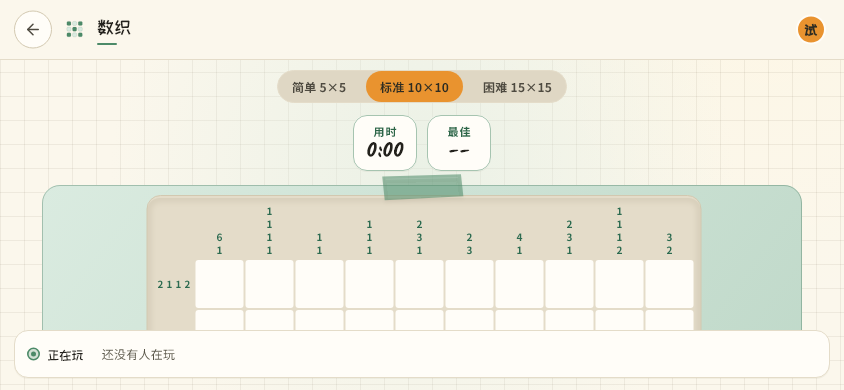 数织
试
简单 5×5 标准 10×10 困难 15×15
用时 最佳
0:00 --
1 1
1 1 2 2 1
6 1 1 1 3 2 4 3 1 3
1 1 1 1 1 3 1 1 2 2
2 1 1 2
正在玩 还没有人在玩